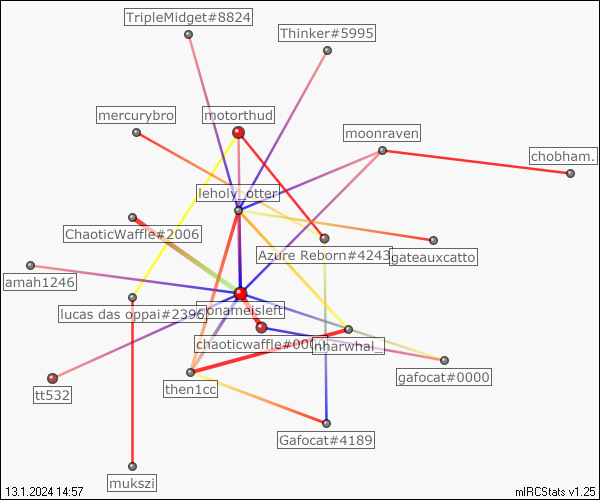 TripleMidget#8824
Thinker#5995
mercurybro
motorthud
moonraven
chobham.
leholy_otter
ChaoticWaffle#2006
Azure Reborn#4243
gateauxcatto
amah1246
lucas das oppai#2396
nonameisleft
chaoticwaffle#0000
nharwhal_
gafocat#0000
tt532
then1cc
Gafocat#4189
mukszi
13.1.2024 14:57
mIRCStats v1.25